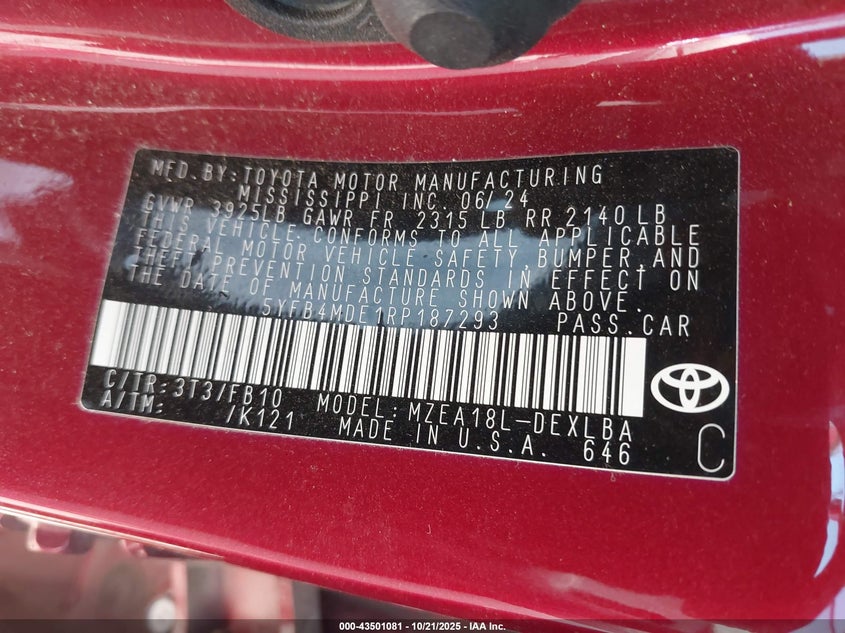 MFD.BY:TOYOTA MOTOR MANUFACTURING
MISSISSIPPI INC. 06/24
GVWR 3925LB GAWR FR 2315 LB RR 2140 LB
THIS VEHICLE CONFORMS TO ALL APPLICABLE
FEDERAL MOTOR VEHICLE SAFETY, BUMPER, AND
THEFT PREVENTION STANDARDS IN EFFECT ON
THE DATE OF MANUFACTURE SHOWN ABOVE.
5YFB4MDE1RP187293 PASS.CAR
C/TR:3T3/FB10 MODEL: MZEA18L-DEXLBA
A/TM: /K121 MADE IN U.S.A. 646
C
000-43501081 - 10/21/2025 - IAA Inc.